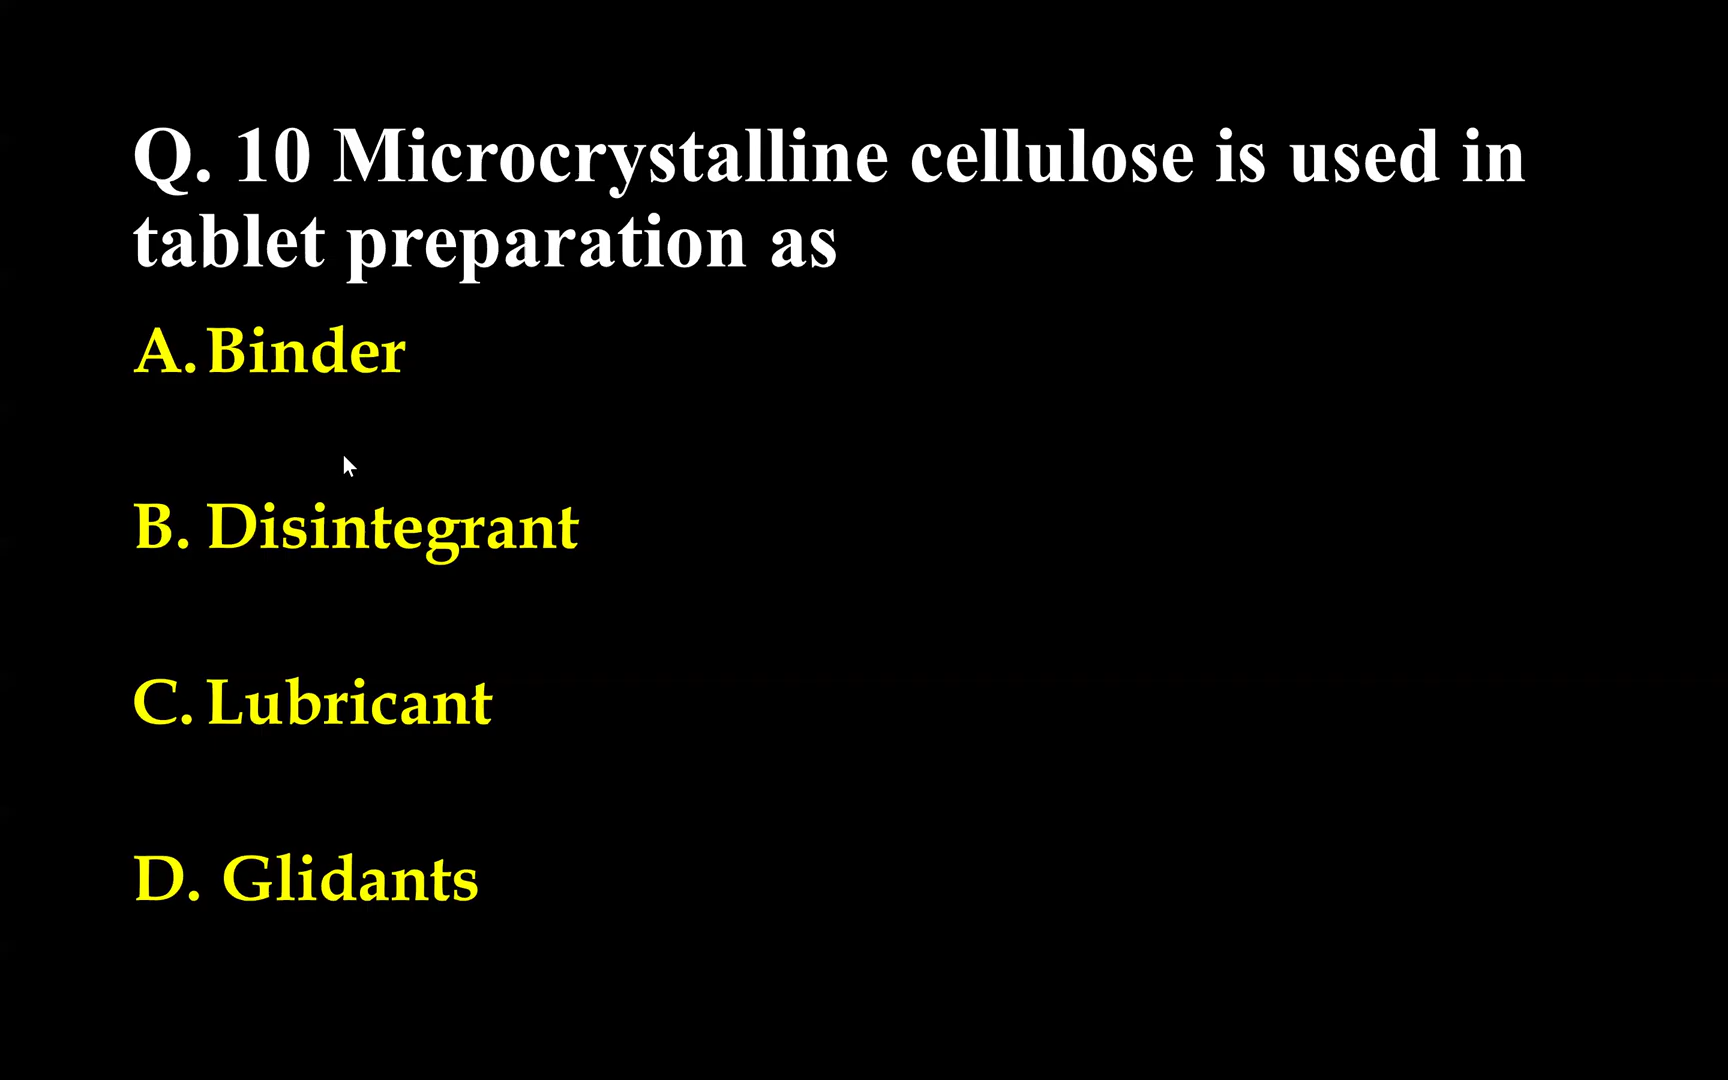 Q. 10 Microcrystalline cellulose is used in
tablet preparation as
A. Binder
B. Disintegrant
C. Lubricant
D. Glidants